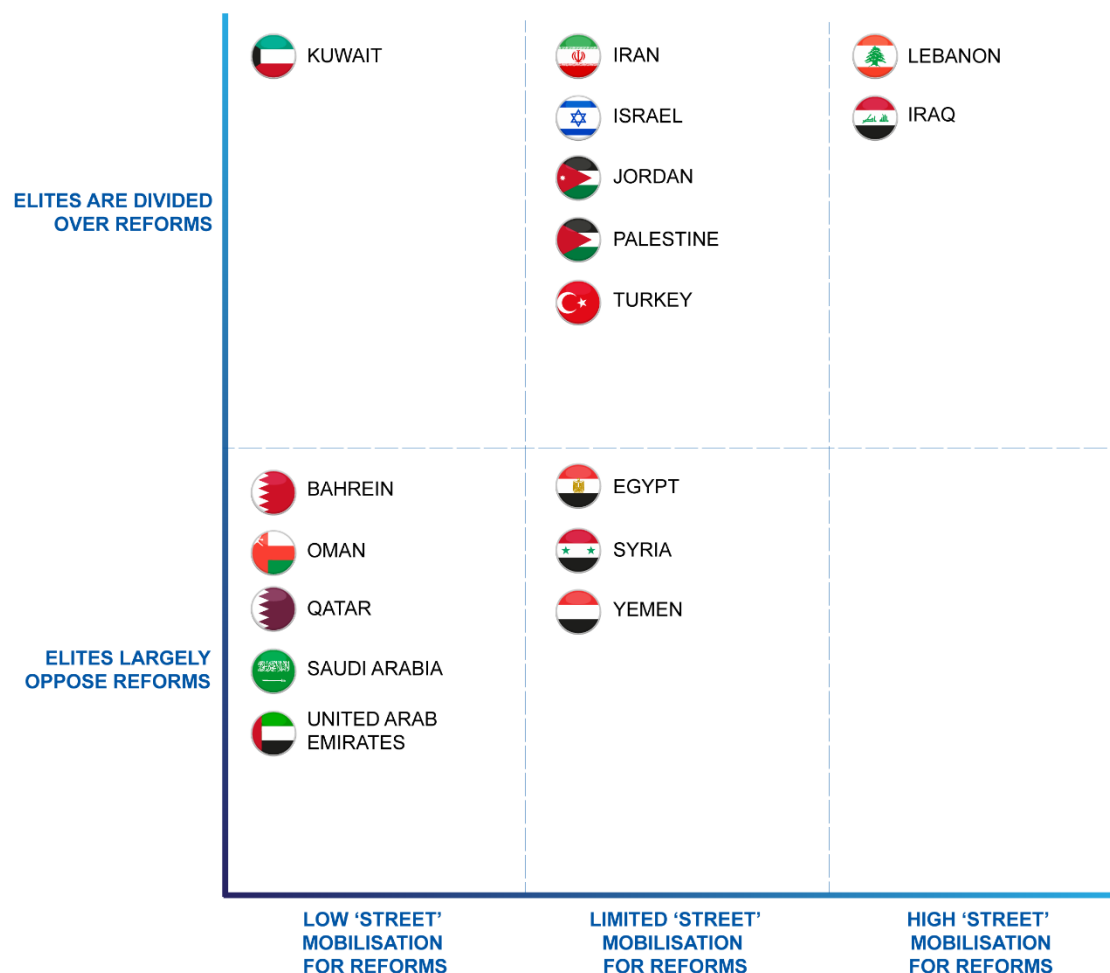 KUWAIT
IRAN
LEBANON
ISRAEL
IRAQ
JORDAN
ELITES ARE DIVIDED
OVER REFORMS
PALESTINE
TURKEY
BAHREIN
EGYPT
OMAN
SYRIA
QATAR
YEMEN
ELITES LARGELY
OPPOSE REFORMS
SAUDI ARABIA
UNITED ARAB
EMIRATES
LOW ‘STREET’
MOBILISATION
FOR REFORMS
LIMITED ‘STREET’
MOBILISATION
FOR REFORMS
HIGH ‘STREET’
MOBILISATION
FOR REFORMS